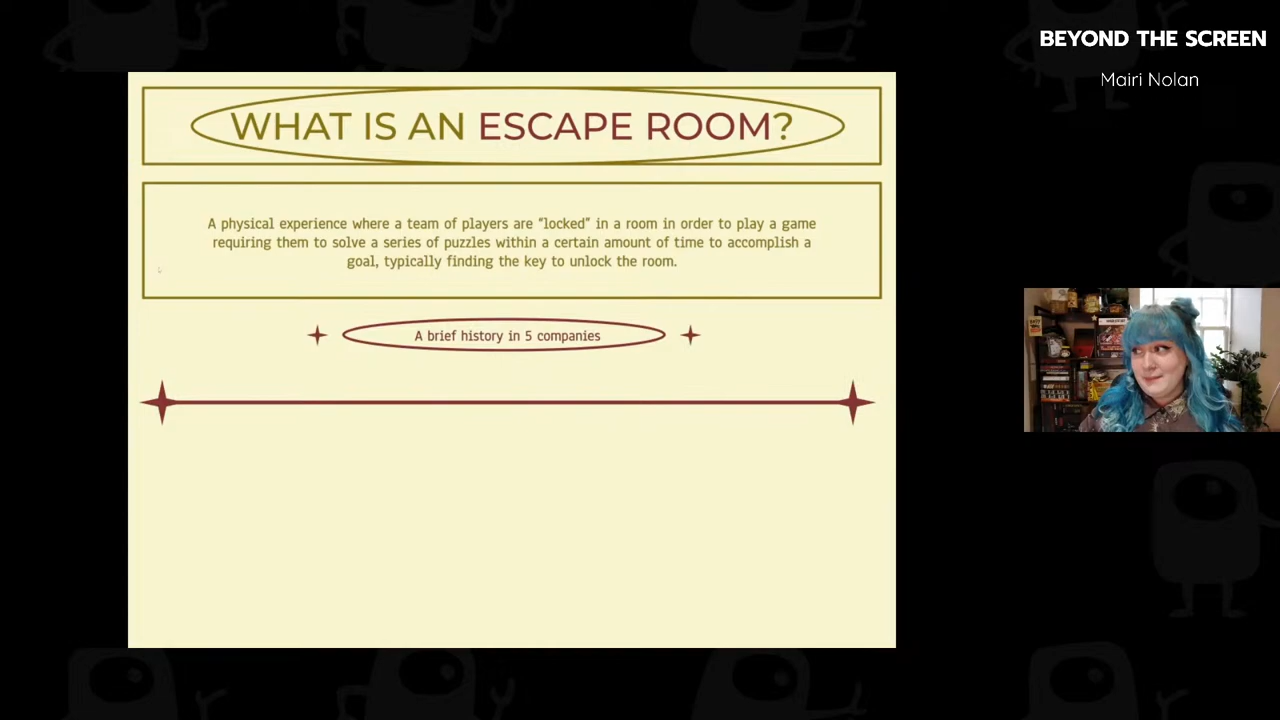 BEYOND THE SCREEN
Mairi Nolan
WHAT IS AN ESCAPE ROOM?
A physical experience where a team of players are “locked” in a room in order to play a game
requiring them to solve a series of puzzles within a certain amount of time to accomplish a
goal, typically finding the key to unlock the room.
A brief history in 5 companies